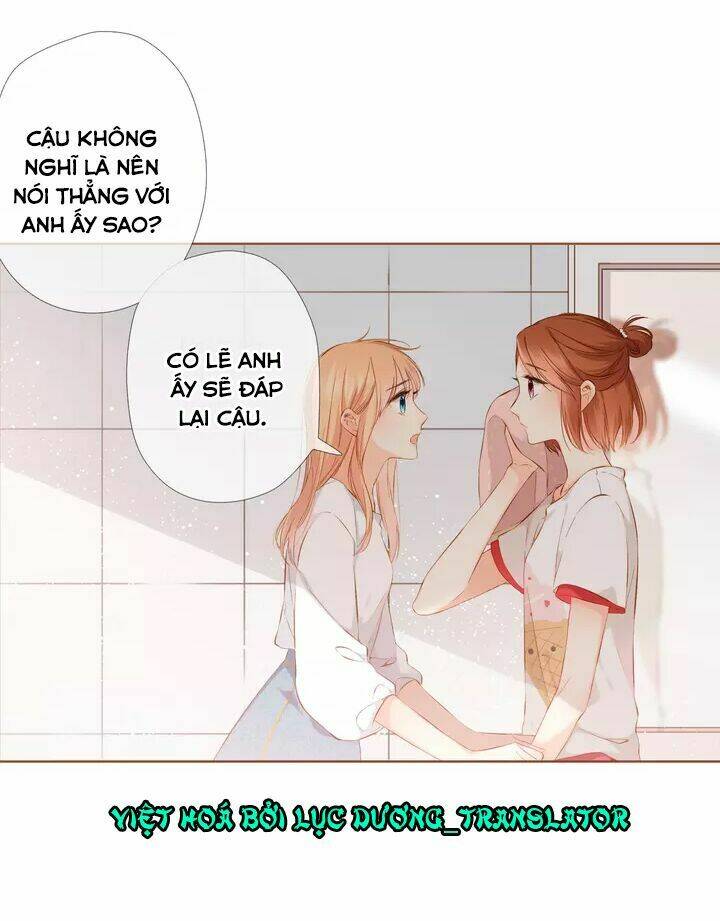 CẬU KHÔNG
NGHĨ LÀ NÊN
NÓI THẲNG VỚI
ANH ẤY SAO?
CÓ LẼ ANH
ẤY SẼ ĐÁP
LẠI CẬU.
VIỆT HOÁ BỞI LỤC DƯƠNG_TRANSLATOR